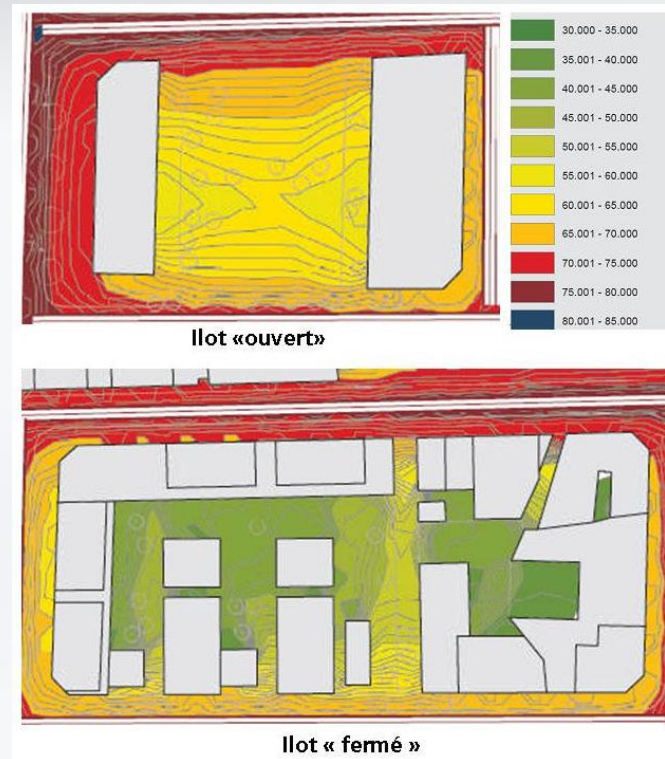 30.000 - 35.000
35.001 - 40.000
40.001 - 45.000
45.001 - 50.000
50.001 - 55.000
55.001 - 60.000
60.001 - 65.000
65.001 - 70.000
70.001 - 75.000
75.001 - 80.000
80.001 - 85.000
Ilot «ouvert»
Ilot « fermé »